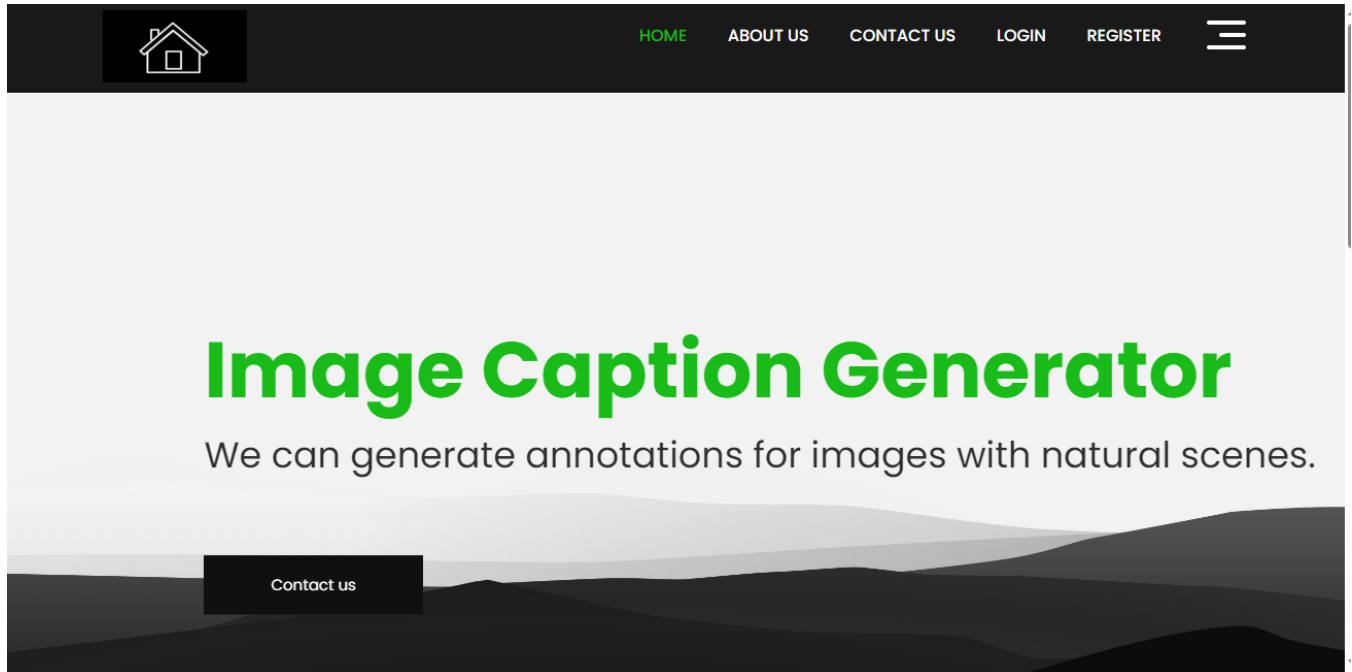 HOME ABOUT US CONTACT US LOGIN REGISTER
Image Caption Generator
We can generate annotations for images with natural scenes.
Contact us